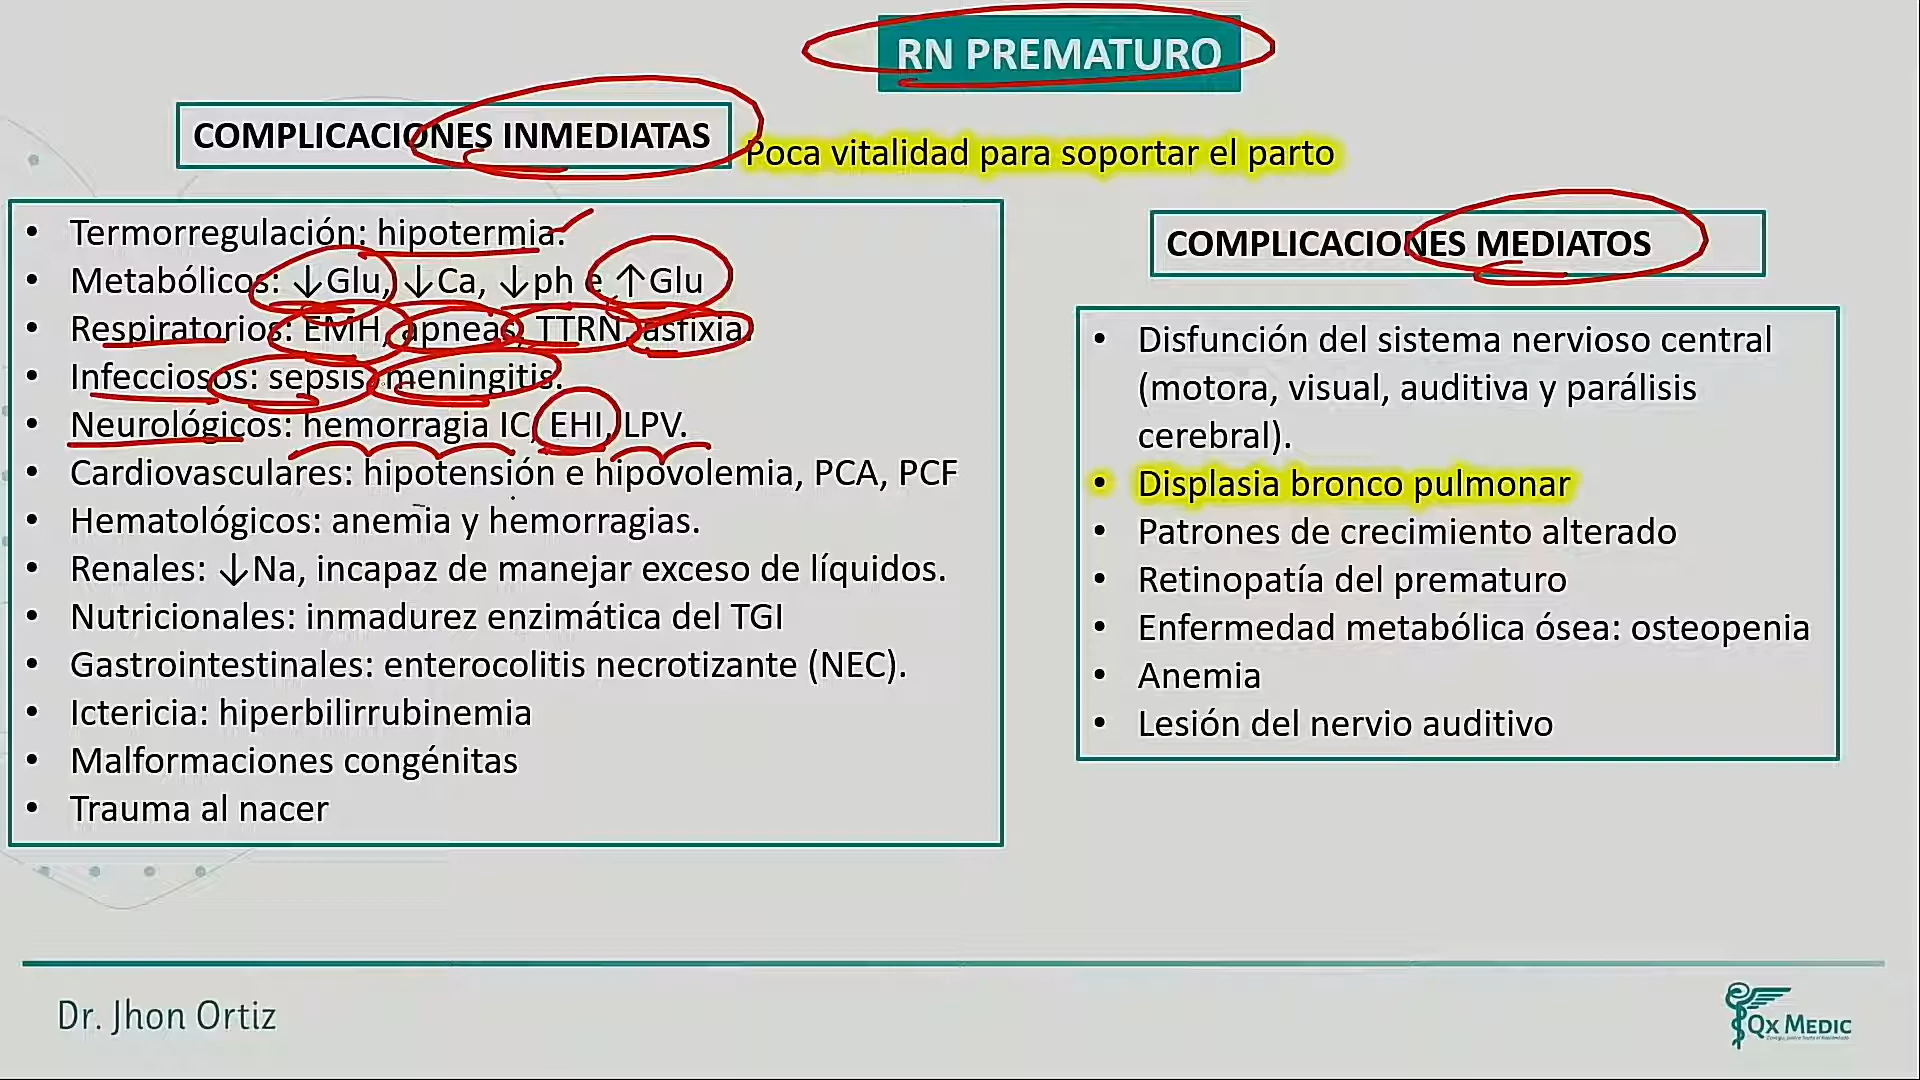 RN PREMATURO
COMPLICACIONES INMEDIATAS
Poca vitalidad para soportar el parto
• Termorregulación: hipotermia.
• Metabólicos: ↓Glu, ↓Ca, ↓ph e ↑Glu
• Respiratorios: EMH, apneas, TTRN, asfixia.
• Infecciosos: sepsis, meningitis.
• Neurológicos: hemorragia IC, EHI, LPV.
• Cardiovasculares: hipotensión e hipovolemia, PCA, PCF
• Hematológicos: anemia y hemorragias.
• Renales: ↓Na, incapaz de manejar exceso de líquidos.
• Nutricionales: inmadurez enzimática del TGI
• Gastrointestinales: enterocolitis necrotizante (NEC).
• Ictericia: hiperbilirrubinemia
• Malformaciones congénitas
• Trauma al nacer
COMPLICACIONES MEDIATOS
• Disfunción del sistema nervioso central
(motora, visual, auditiva y parálisis
cerebral).
• Displasia bronco pulmonar
• Patrones de crecimiento alterado
• Retinopatía del prematuro
• Enfermedad metabólica ósea: osteopenia
• Anemia
• Lesión del nervio auditivo
Dr. Jhon Ortiz
QX MEDIC